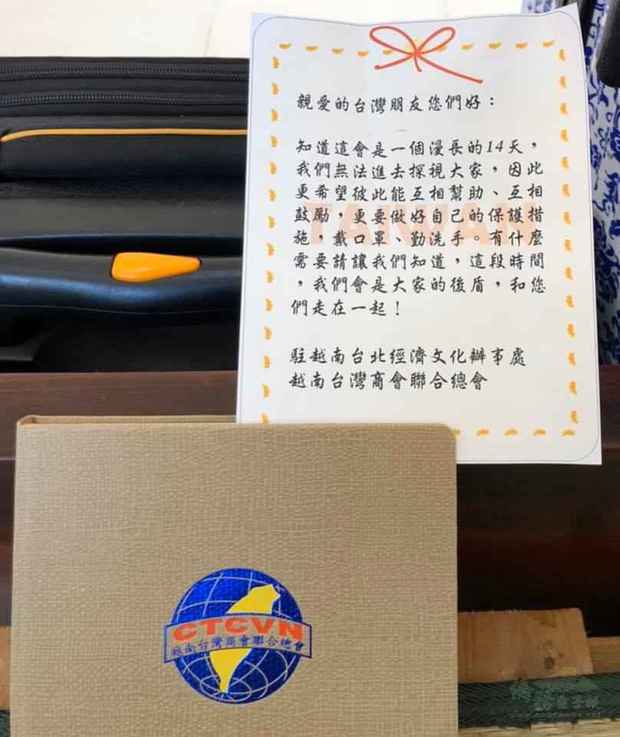 親愛的台灣朋友您們好：
知道這會是一個漫長的14天，
我們無法進去探視大家，因此
更希望彼此能互相幫助、互相
鼓勵，更要做好自己的保護措
施，戴口罩、勤洗手。有什麼
需要請讓我們知道，這段時間
，我們會是大家的後盾，和您
們走在一起！
TAIWAN
駐越南台北經濟文化辦事處
越南台灣商會聯合總會
CTCVN
越南台灣商會聯合總會